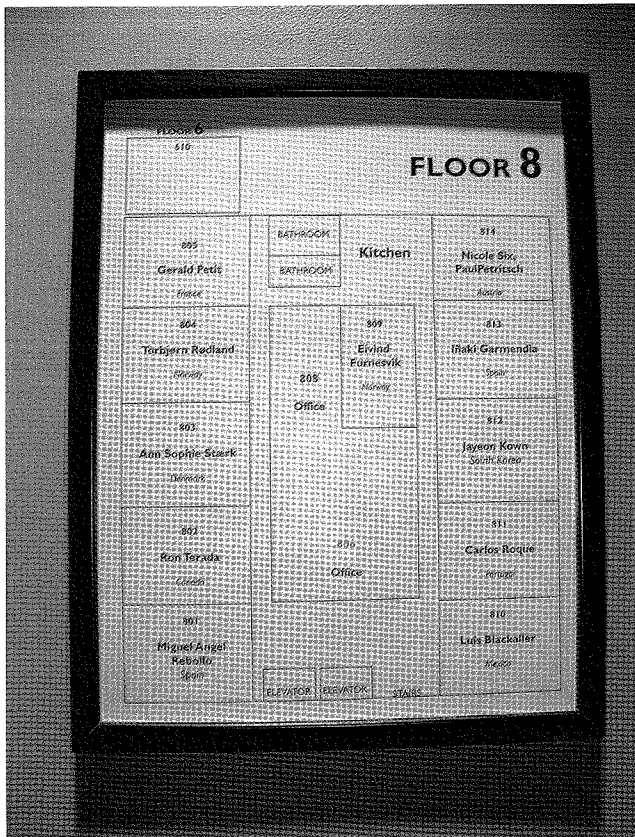 FLOOR 6
610
FLOOR 8
805
Gerald Petit
France
BATHROOM
BATHROOM
Kitchen
814
Nicole Six,
PaulPetritsch
Austria
804
Torbjørn Rødland
Norway
809
Eivind
Furnesvik
Norway
813
Iñaki Garmendia
Spain
808
Office
803
Ann Sophie Stærk
Denmark
812
Jayeon Kown
South Korea
802
Ron Terada
Canada
806
Office
811
Carlos Roque
Portugal
801
Miguel Angel
Rebollo
Spain
810
Luis Blackaller
Mexico
ELEVATOR
ELEVATOR
STAIRS